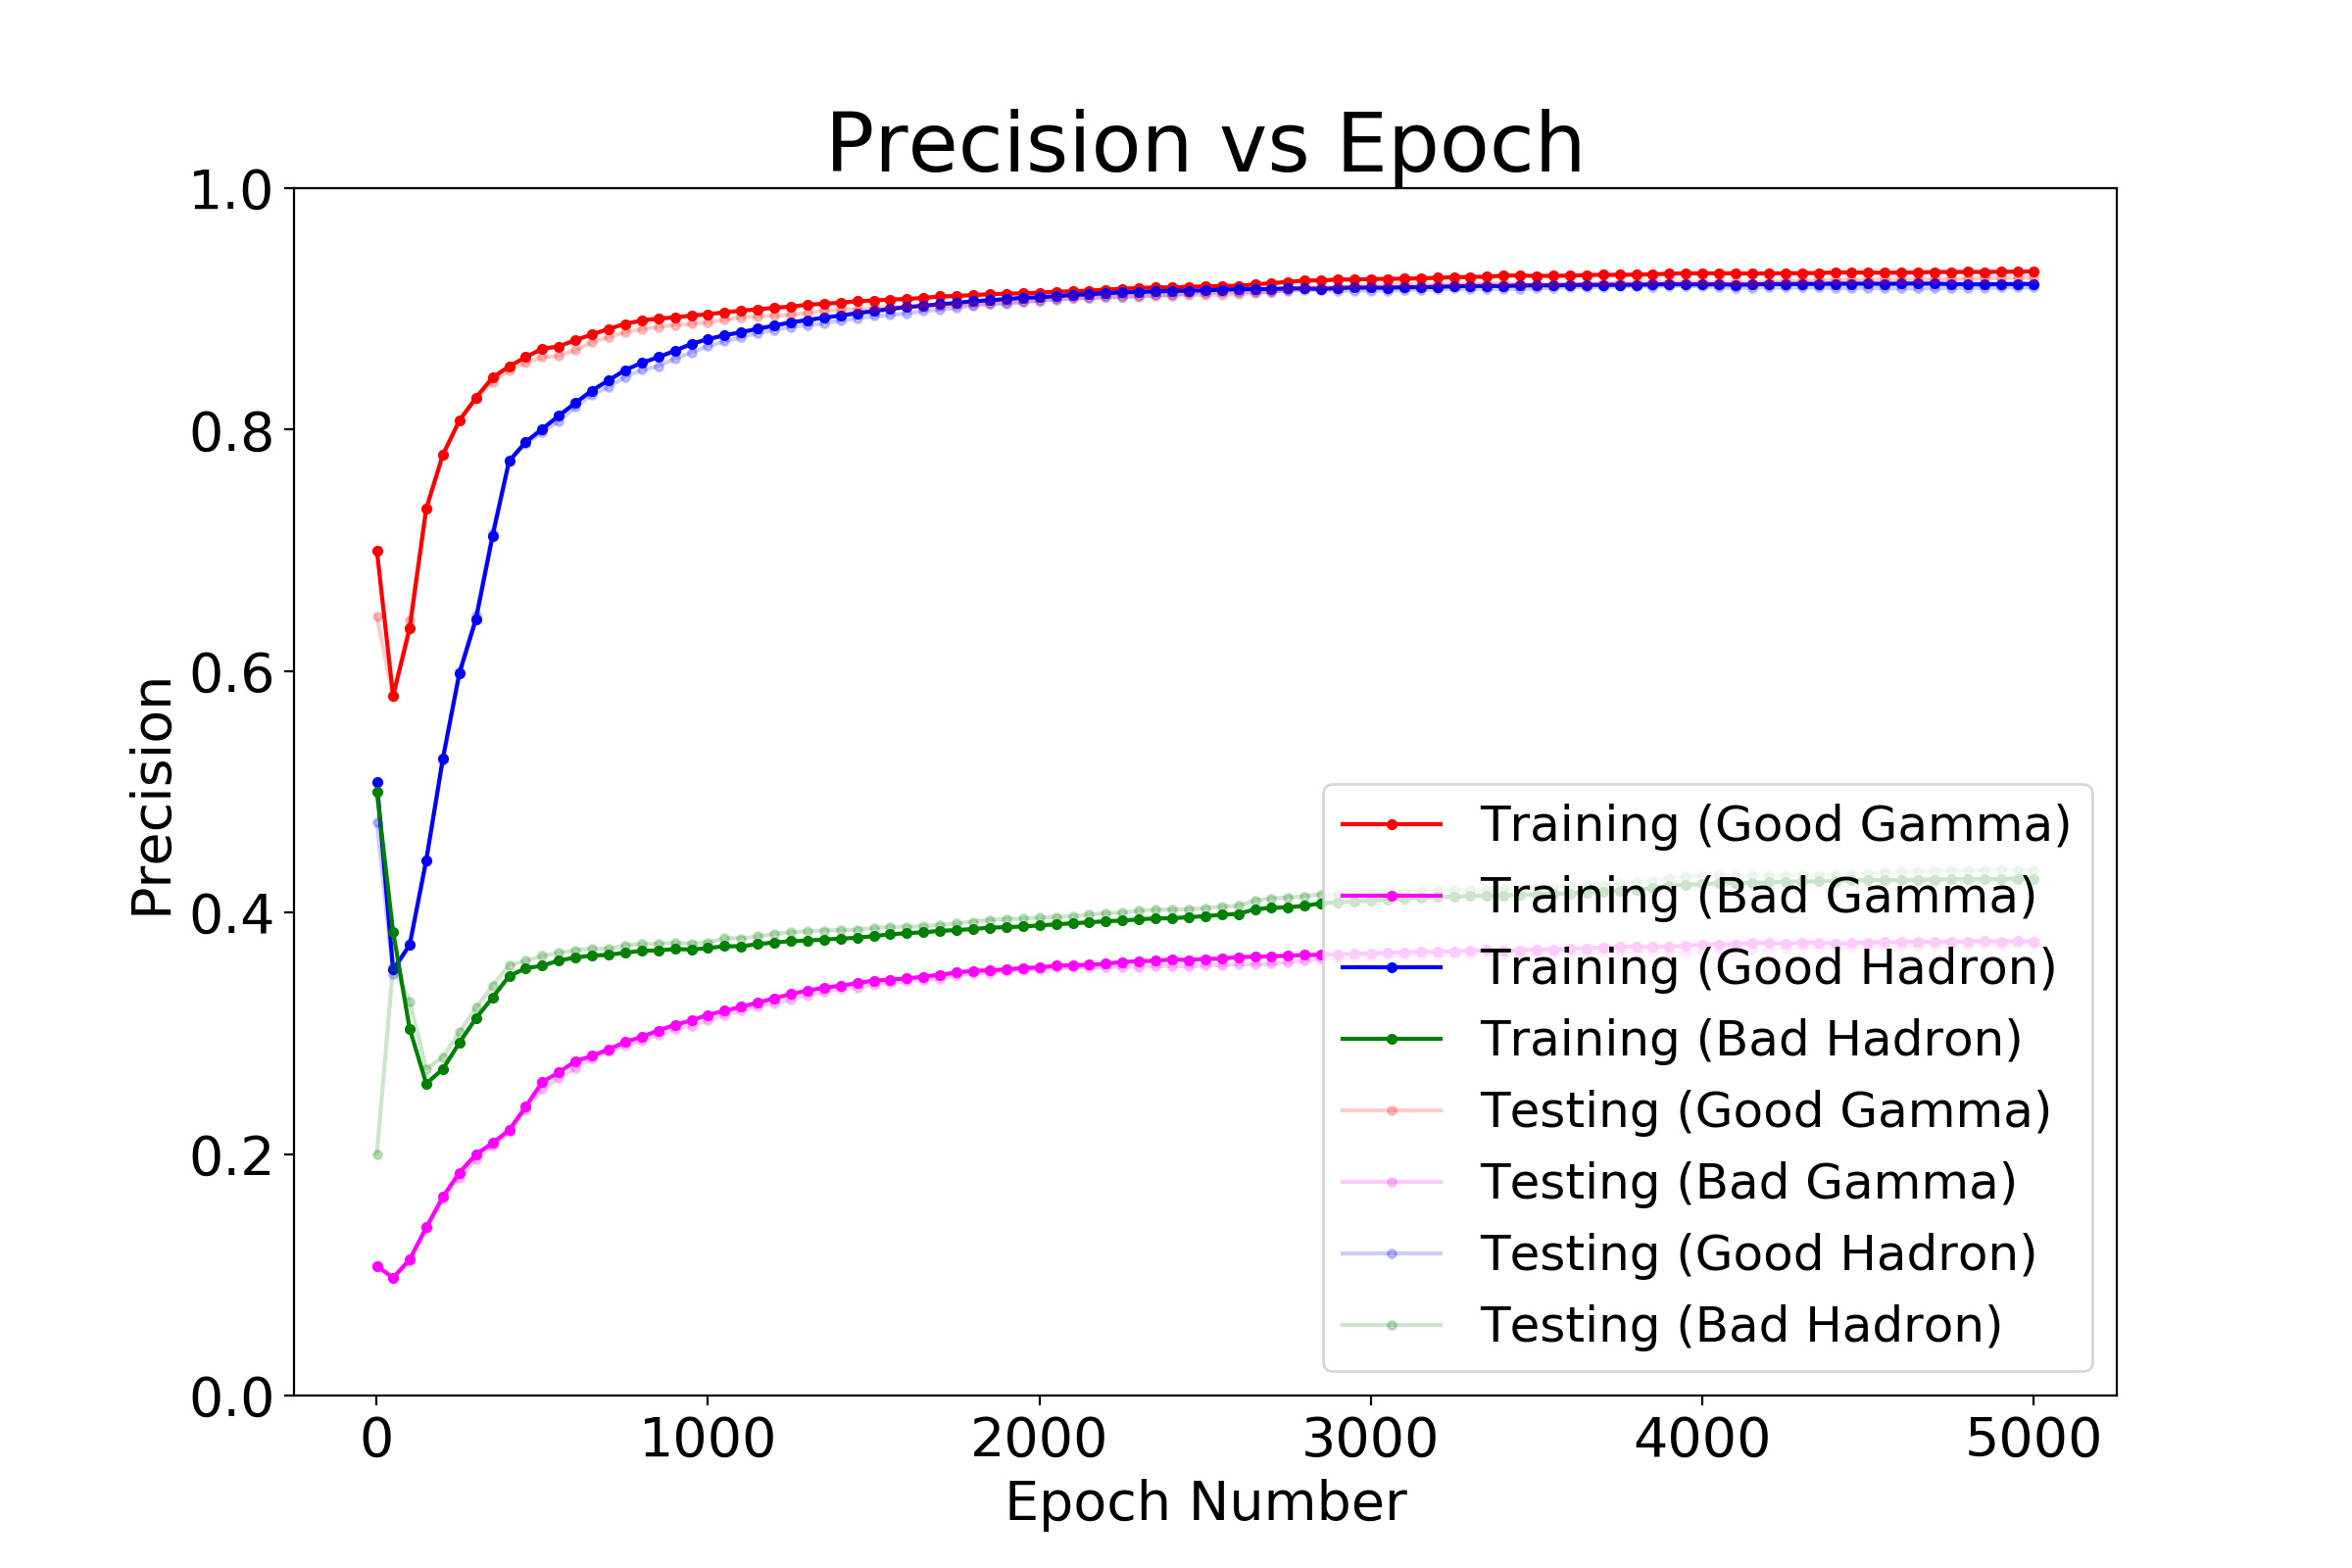 Precision vs Epoch
1.0
0.8
0.6
0.4
0.2
0.0
Precision
Training (Good Gamma)
Training (Bad Gamma)
Training (Good Hadron)
Training (Bad Hadron)
Testing (Good Gamma)
Testing (Bad Gamma)
Testing (Good Hadron)
Testing (Bad Hadron)
0 1000 2000 3000 4000 5000
Epoch Number